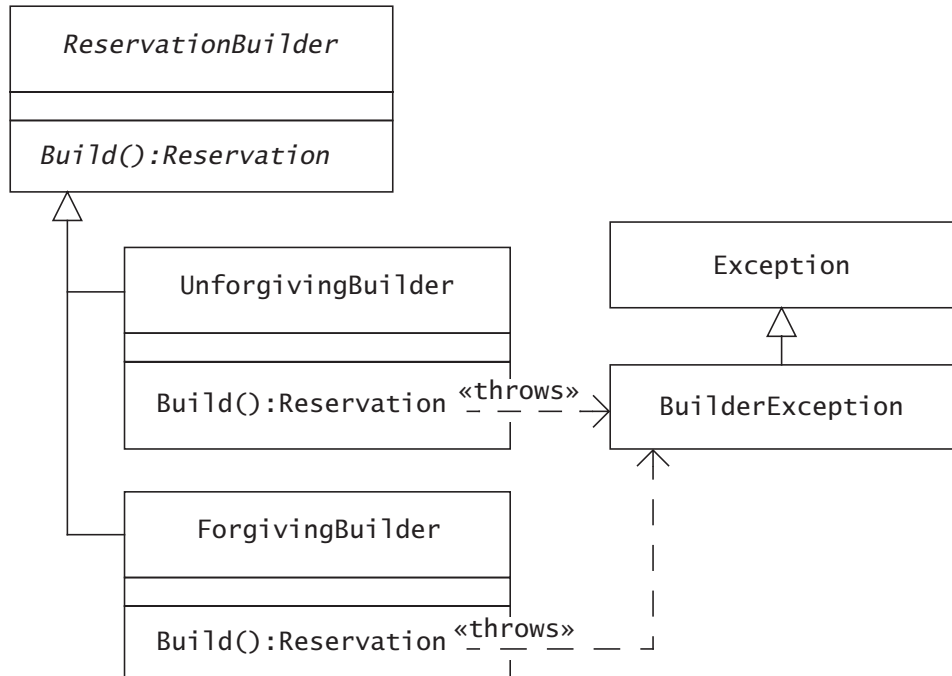 ReservationBuilder
Build():Reservation
UnforgivingBuilder
Exception
Build():Reservation
«throws»
BuilderException
ForgivingBuilder
Build():Reservation
«throws»